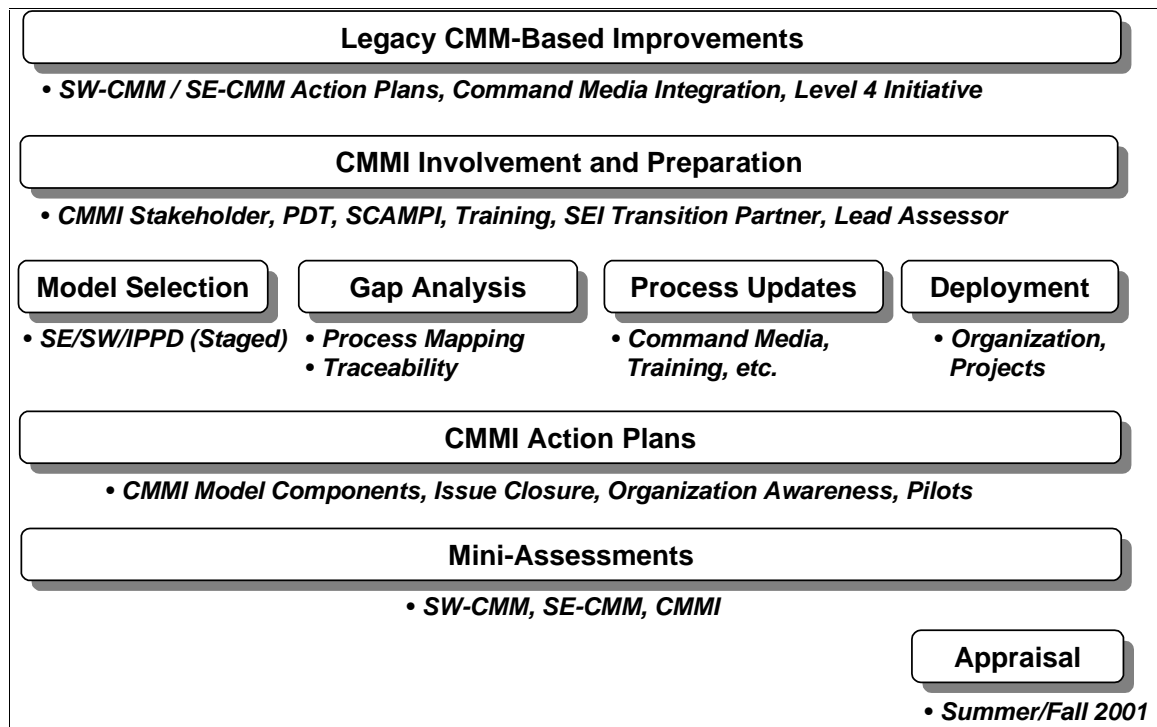 Legacy CMM-Based Improvements
• SW-CMM / SE-CMM Action Plans, Command Media Integration, Level 4 Initiative
CMMI Involvement and Preparation
• CMMI Stakeholder, PDT, SCAMPI, Training, SEI Transition Partner, Lead Assessor
Model Selection
• SE/SW/IPPD (Staged)
Gap Analysis
• Process Mapping
• Traceability
Process Updates
• Command Media,
Training, etc.
Deployment
• Organization,
Projects
CMMI Action Plans
• CMMI Model Components, Issue Closure, Organization Awareness, Pilots
Mini-Assessments
• SW-CMM, SE-CMM, CMMI
Appraisal
• Summer/Fall 2001